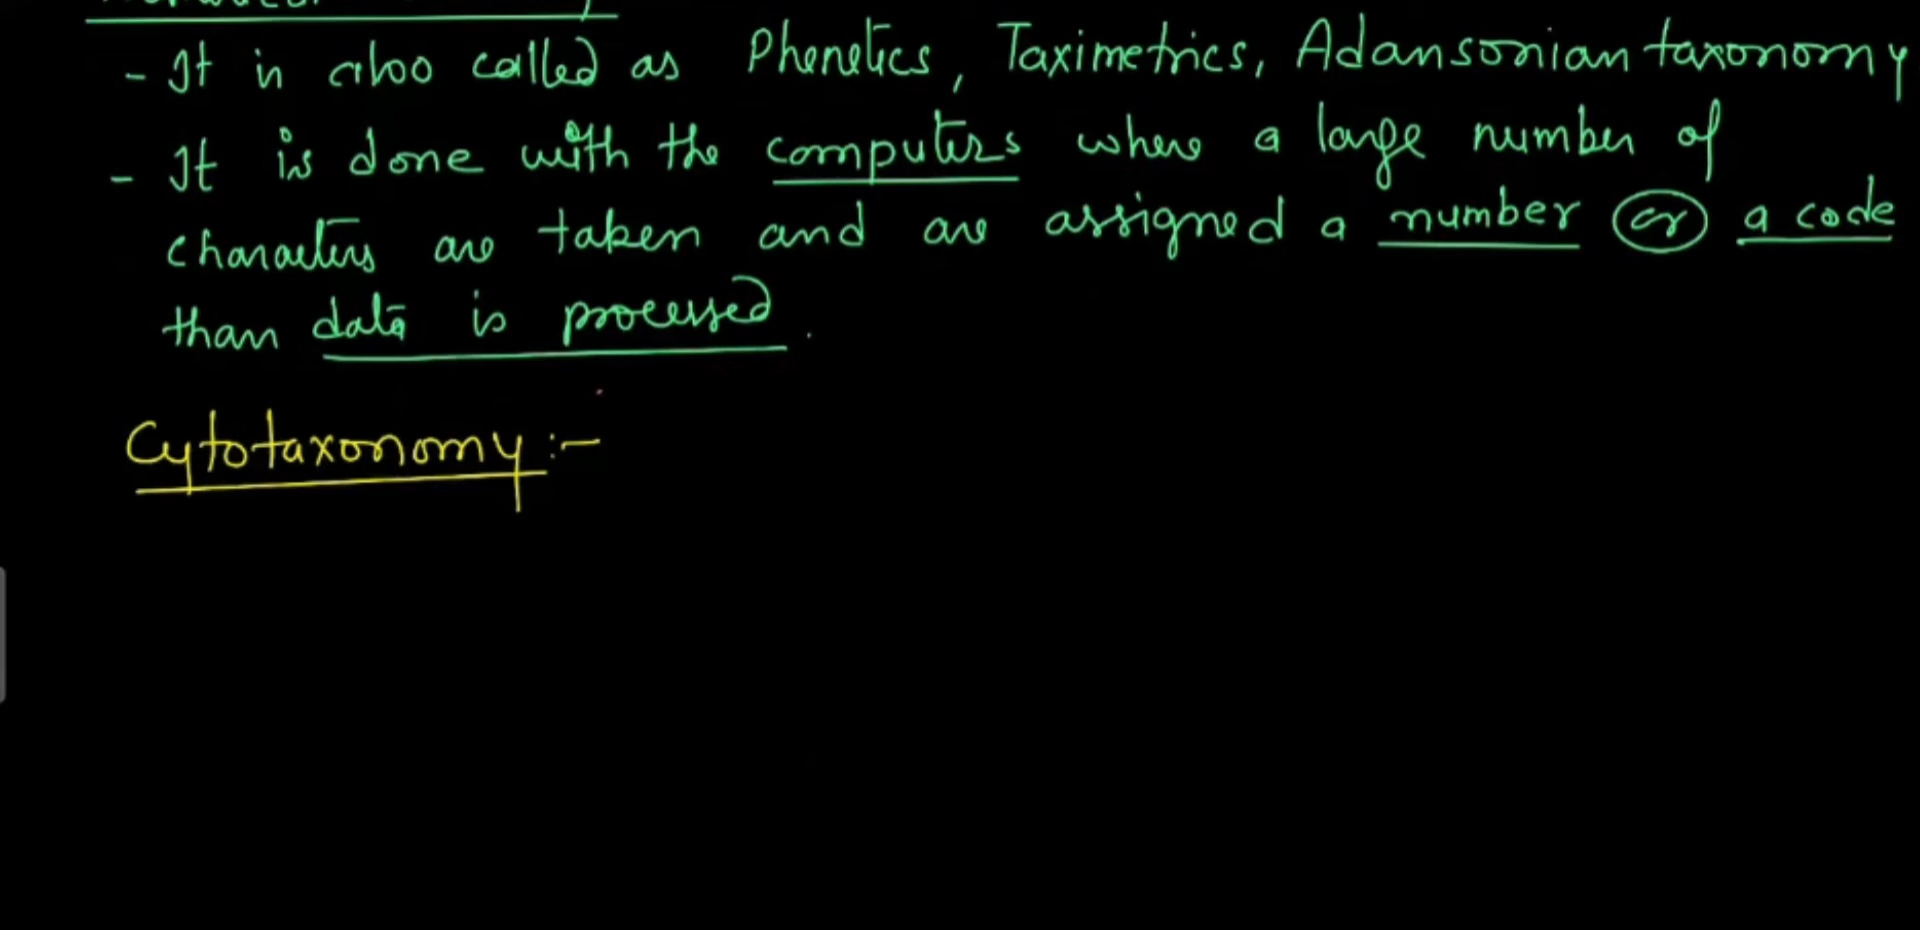 - It is also called as Phenetics, Taximetrics, Adansonian taxonomy
- It is done with the computers where a large number of
characters are taken and are assigned a number or a code
than data is processed.
Cytotaxonomy :-